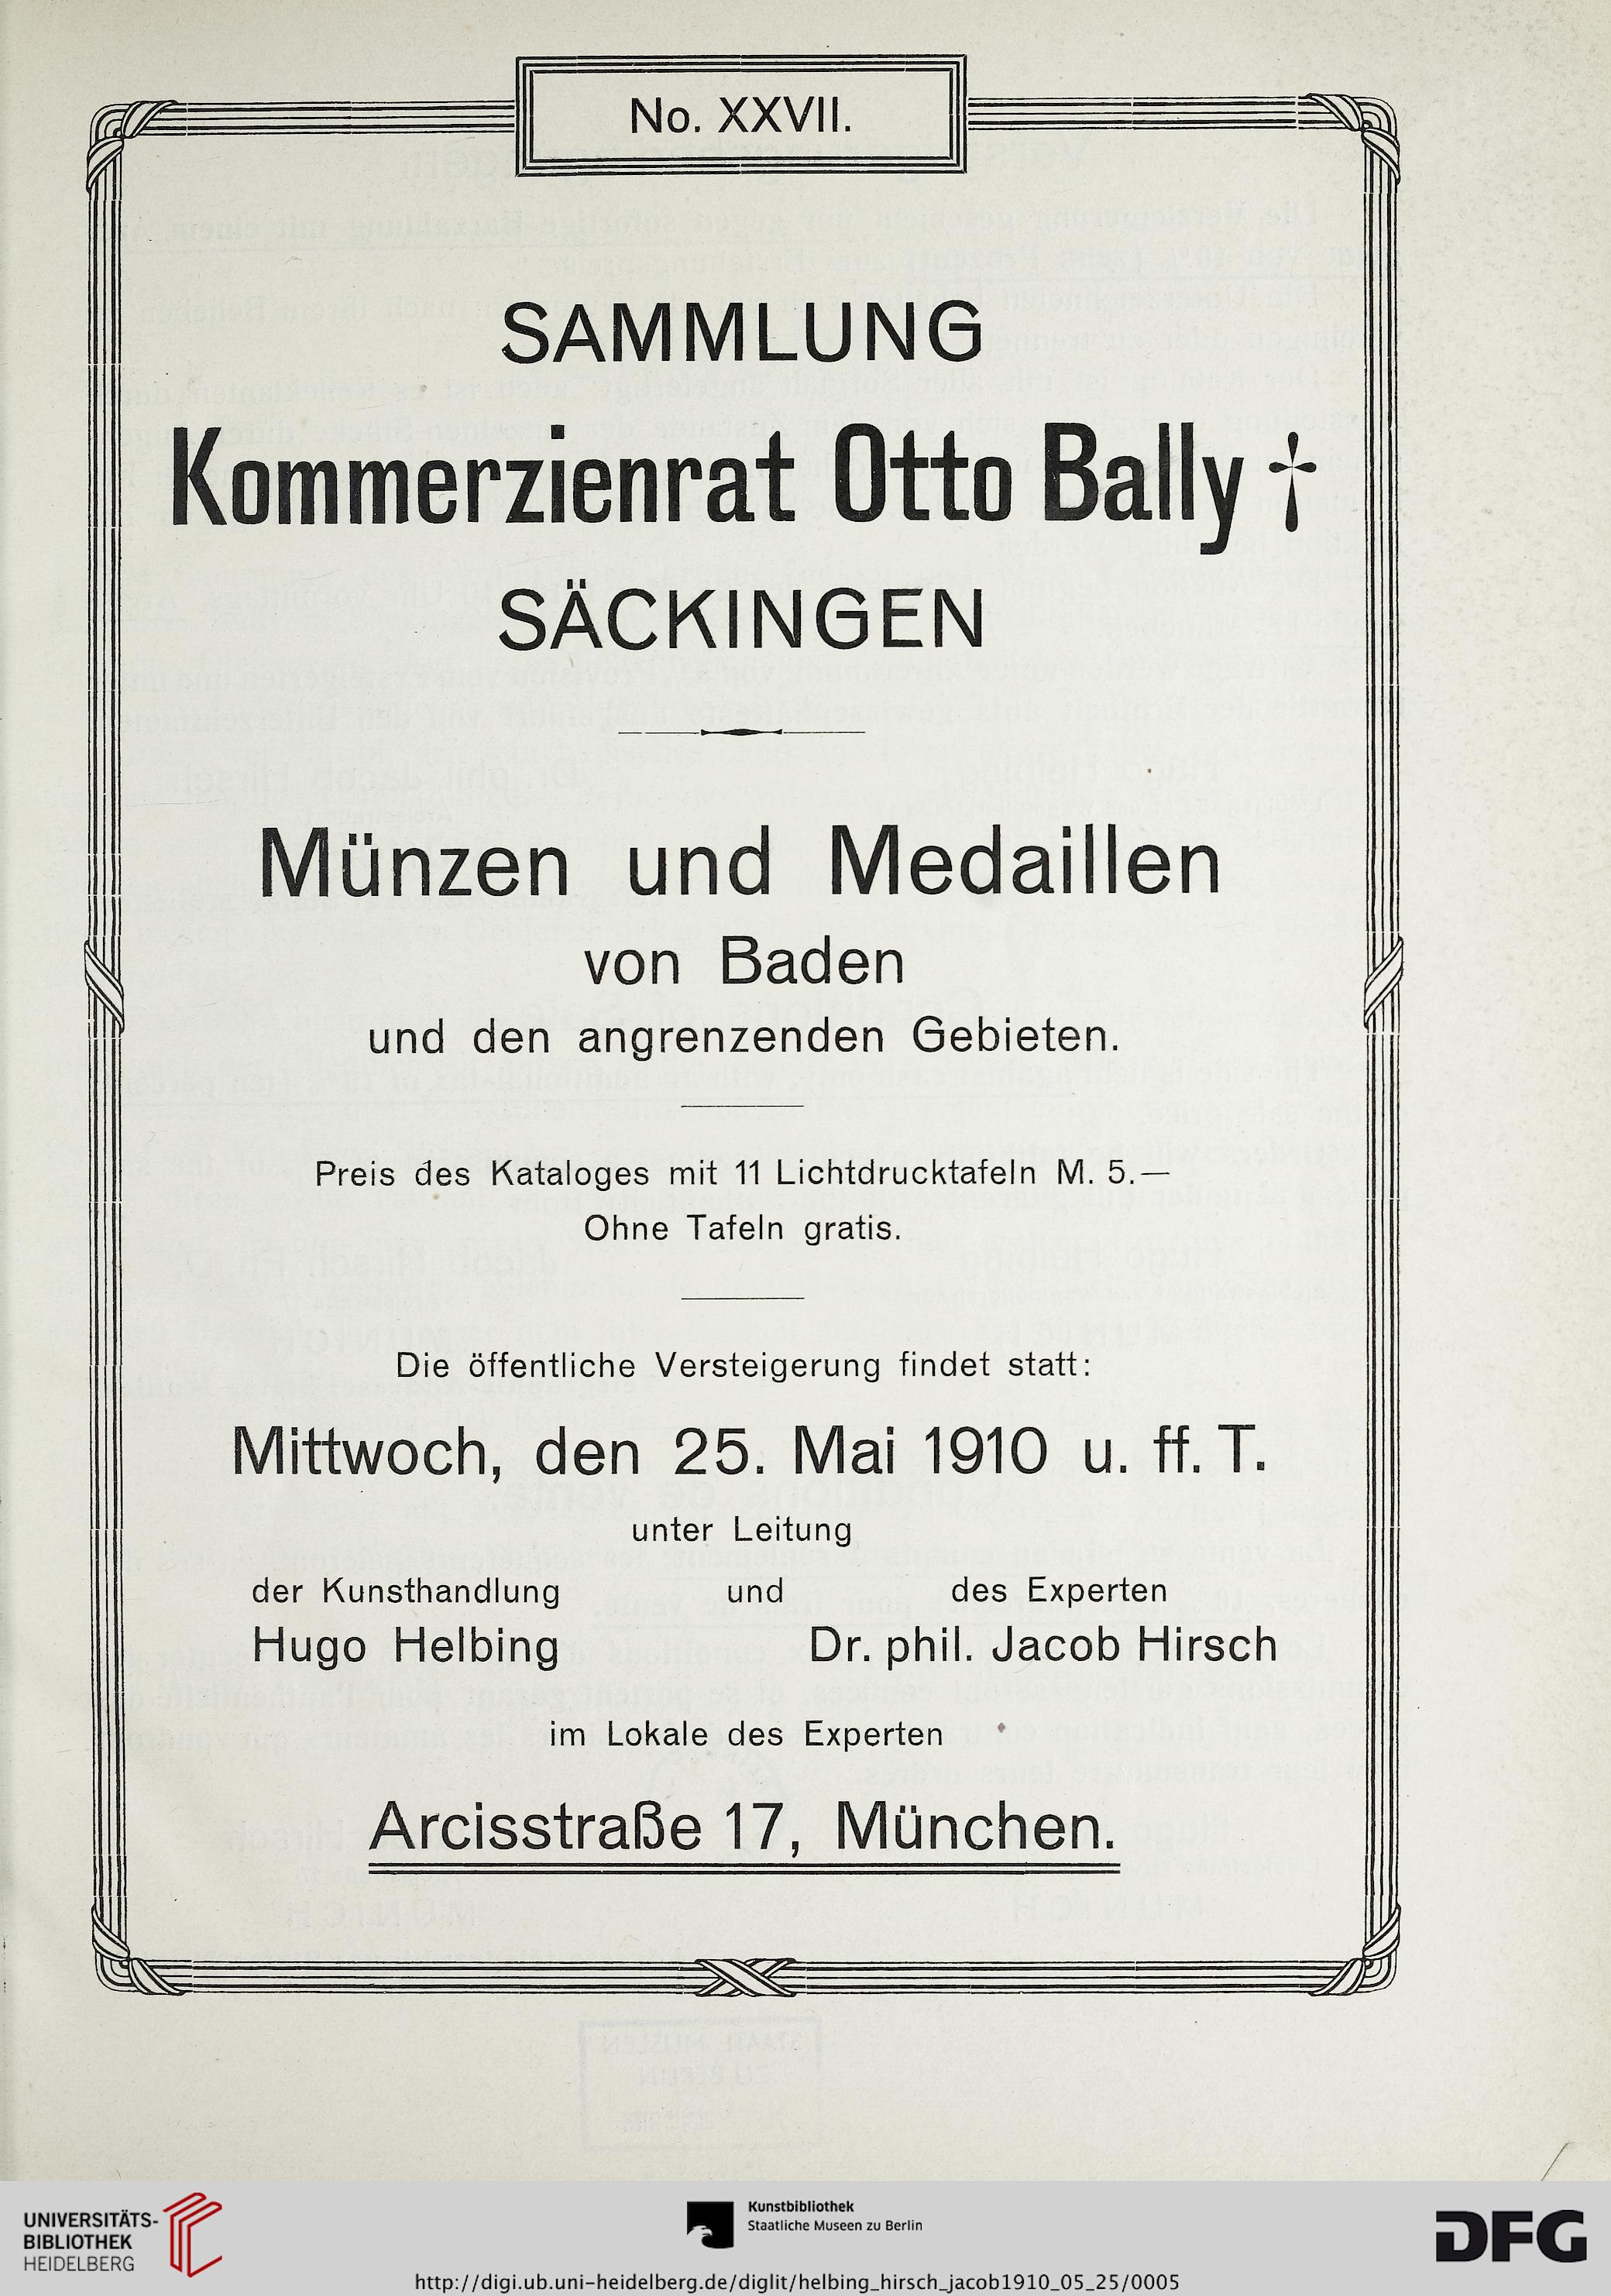 No. XXVII.
SAMMLUNG
Kommerzienrat Otto Bally †
SÄCKINGEN
Münzen und Medaillen
von Baden
und den angrenzenden Gebieten.
Preis des Kataloges mit 11 Lichtdrucktafeln M. 5.—
Ohne Tafeln gratis.
Die öffentliche Versteigerung findet statt:
Mittwoch, den 25. Mai 1910 u. ff. T.
unter Leitung
der Kunsthandlung und des Experten
Hugo Helbing Dr. phil. Jacob Hirsch
im Lokale des Experten
Arcisstraße 17, München.
UNIVERSITÄTS-
BIBLIOTHEK
HEIDELBERG
Kunstbibliothek
Staatliche Museen zu Berlin
DFG
http://digi.ub.uni-heidelberg.de/diglit/helbing_hirsch_jacob1910_05_25/0005